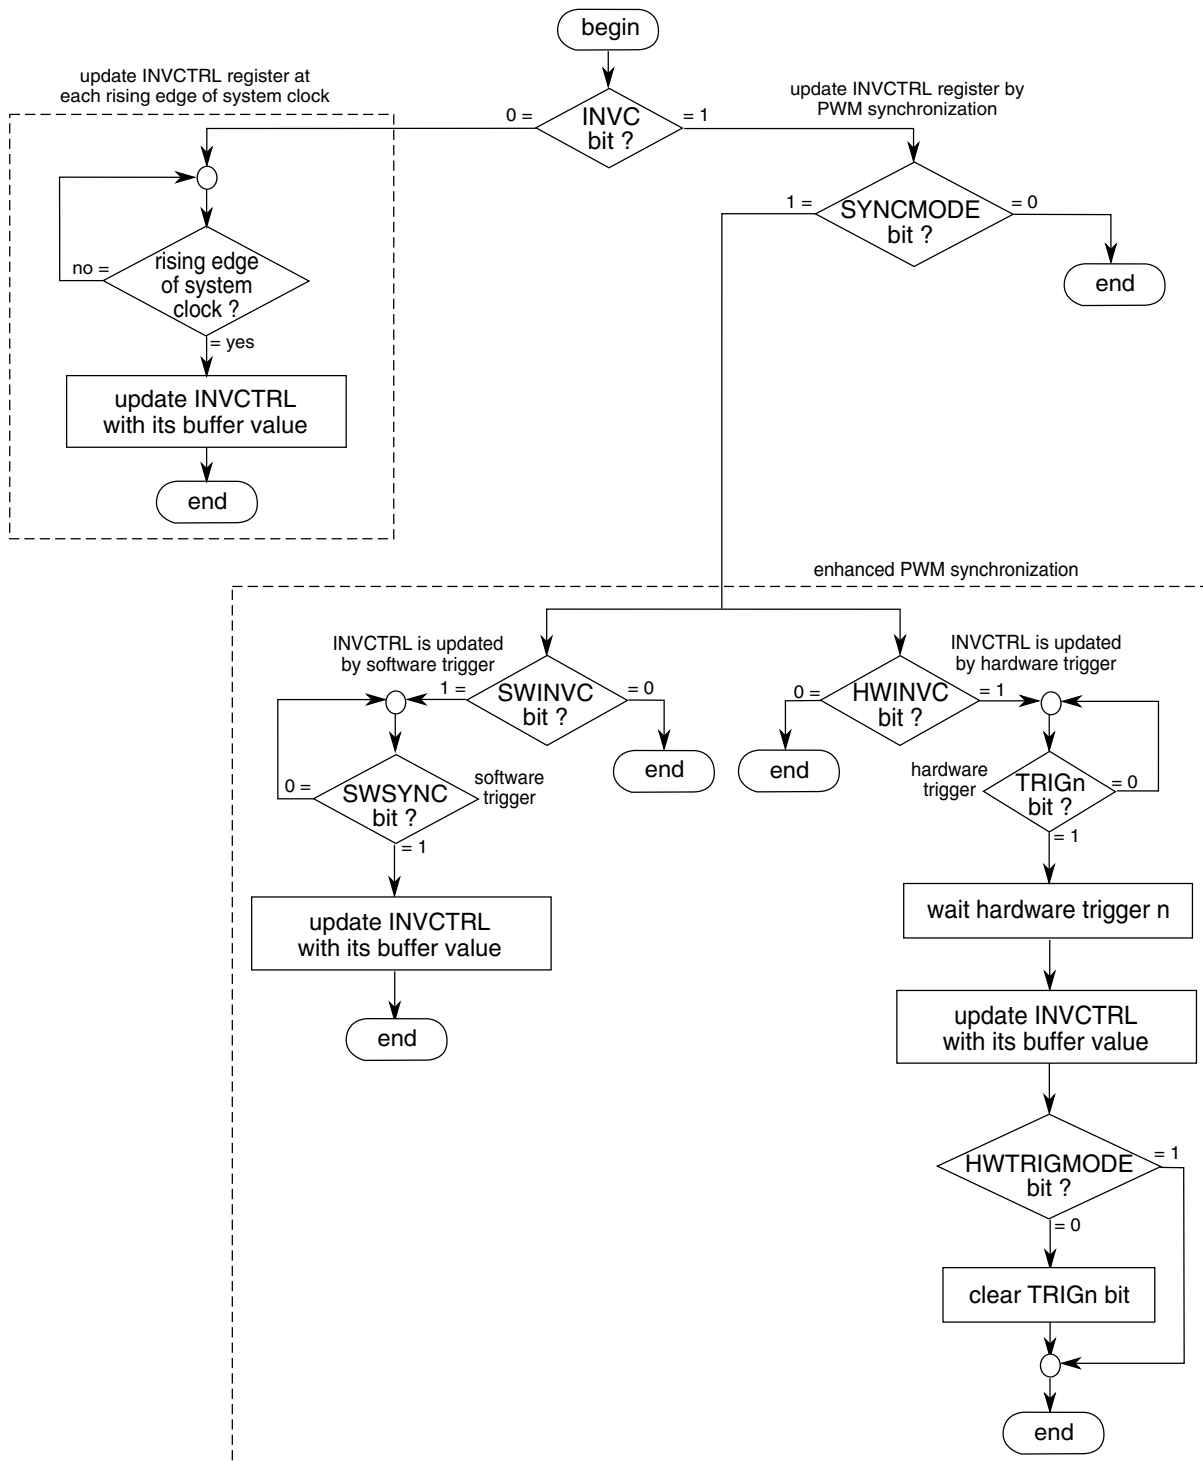 begin
update INVCTRL register at
each rising edge of system clock
update INVCTRL register by
PWM synchronization
0 =
INVC
bit ?
= 1
1 =
SYNCMODE
bit ?
= 0
end
no =
rising edge
of system
clock ?
= yes
update INVCTRL
with its buffer value
end
enhanced PWM synchronization
INVCTRL is updated
by software trigger
INVCTRL is updated
by hardware trigger
1 =
SWINVC
bit ?
= 0
end
0 =
HWINVC
bit ?
= 1
end
0 =
SWSYNC
bit ?
software
trigger
= 1
hardware
trigger
TRIGn
bit ?
= 0
= 1
update INVCTRL
with its buffer value
end
wait hardware trigger n
update INVCTRL
with its buffer value
HWTRIGMODE
bit ?
= 1
= 0
clear TRIGn bit
end